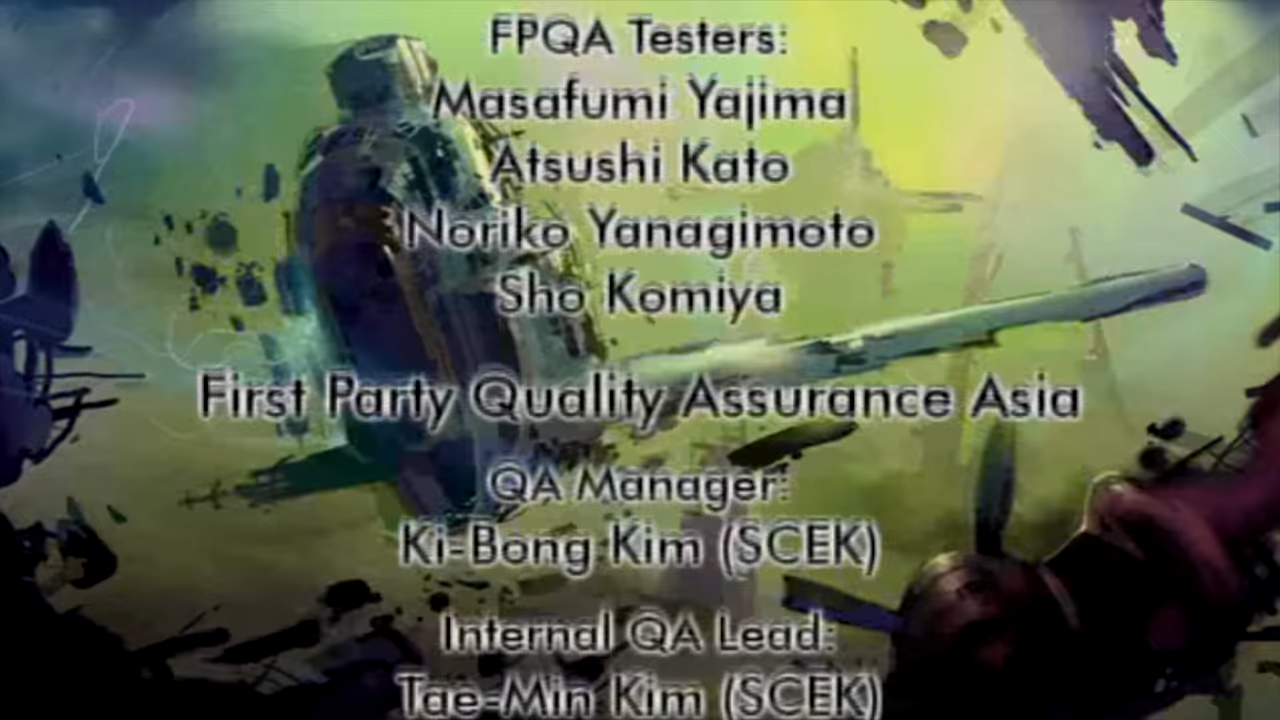 FPQA Testers:
Masafumi Yajima
Atsushi Kato
Noriko Yanagimoto
Sho Komiya
First Party Quality Assurance Asia
QA Manager:
Ki-Bong Kim (SCEK)
Internal QA Lead:
Tae-Min Kim (SCEK)